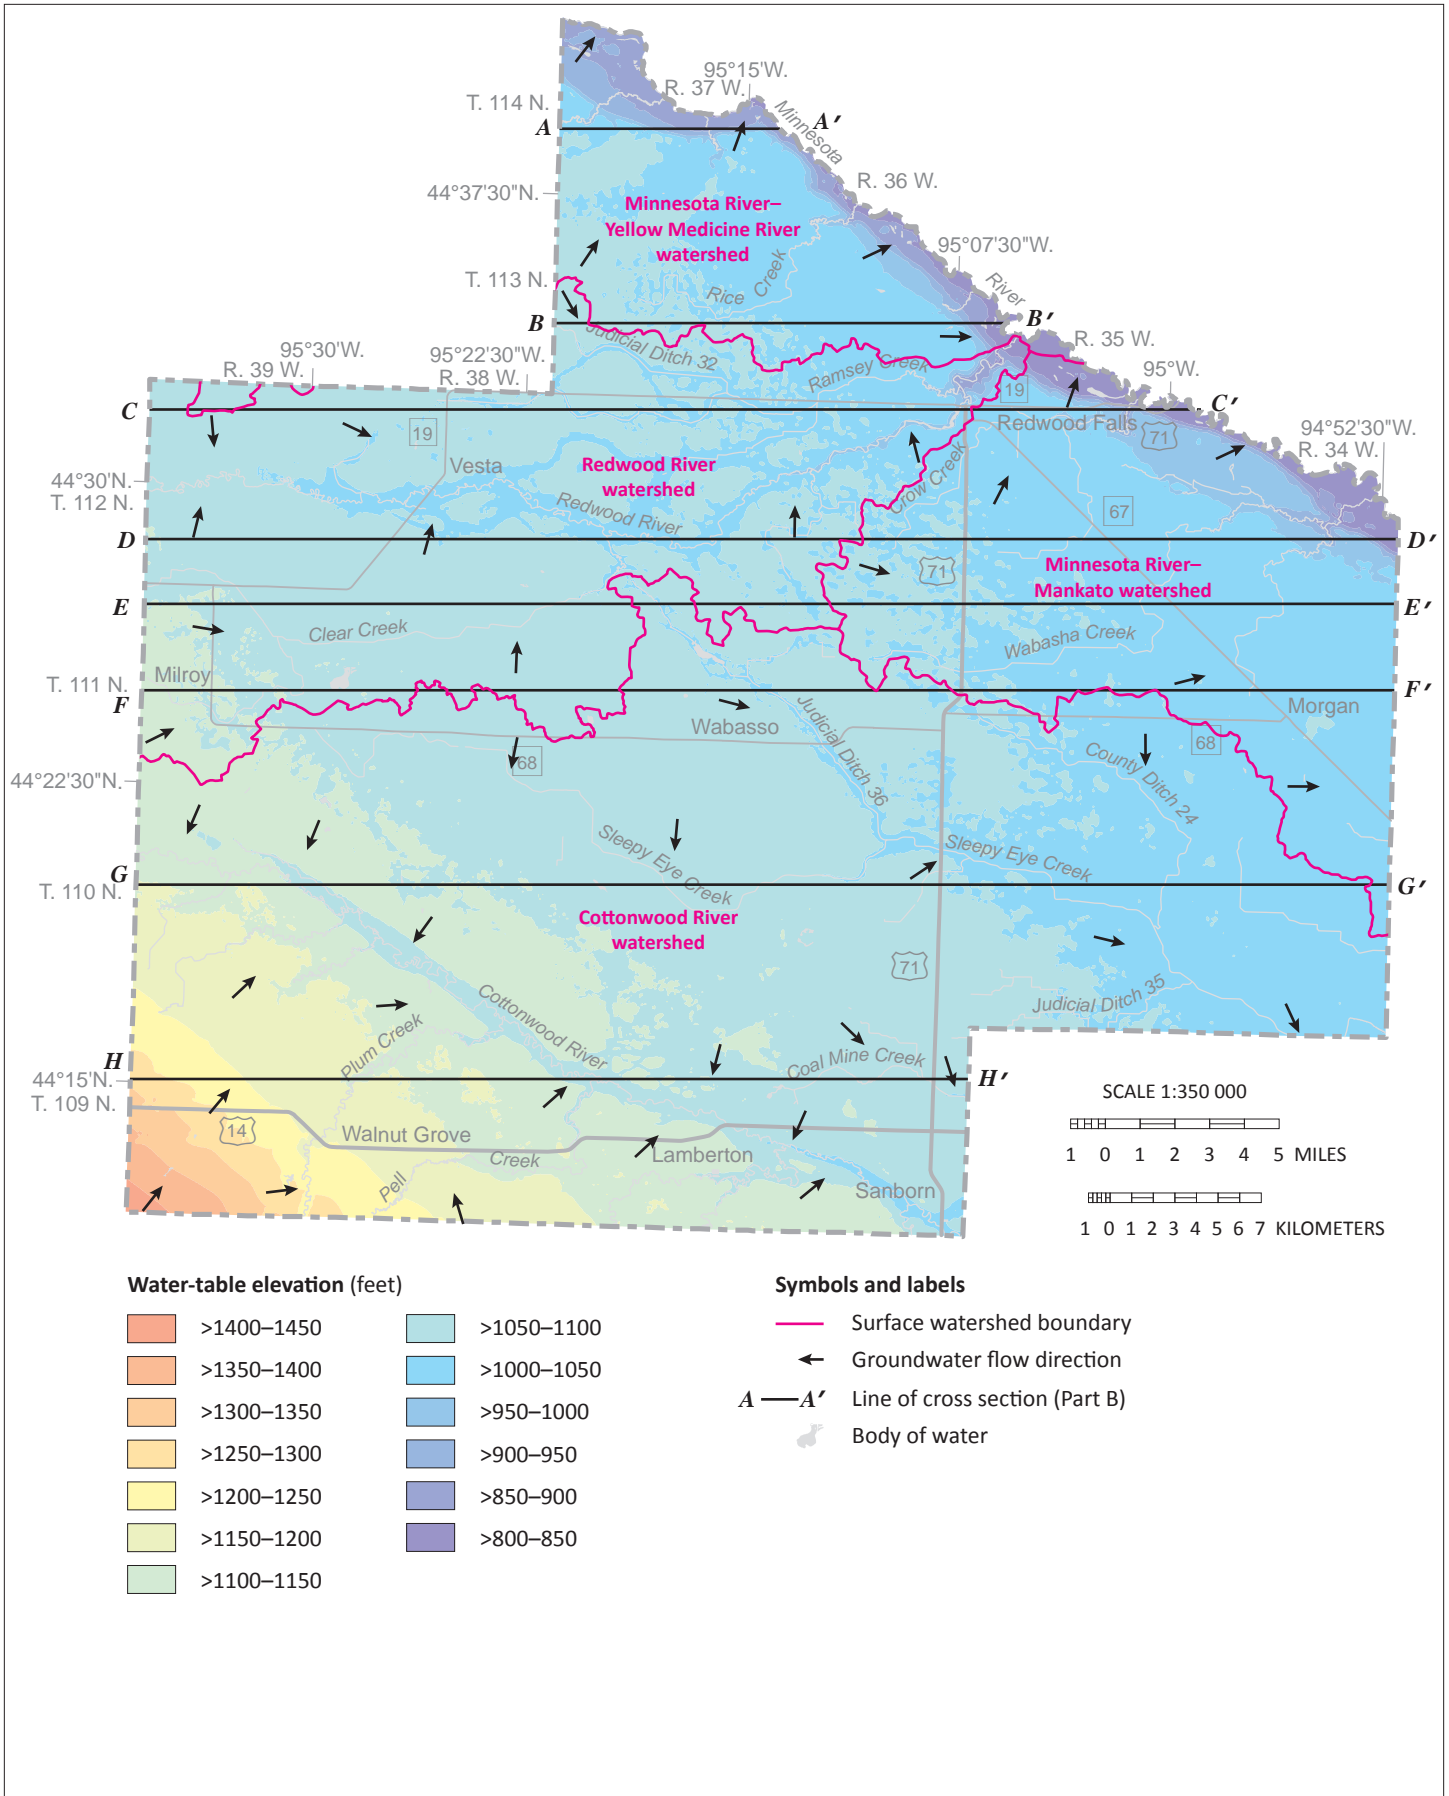 95°15'W.
R. 37 W.
T. 114 N.
A
A'
Minnesota
44°37'30"N.
R. 36 W.
Minnesota River–
Yellow Medicine River
watershed
95°07'30"W.
T. 113 N.
Rice Creek
River
B
B'
Judicial Ditch 32
R. 35 W.
95°30'W.
95°22'30"W.
R. 39 W.
R. 38 W.
Ramsey Creek
95°W.
19
C
C'
Redwood Falls
94°52'30"W.
19
71
R. 34 W.
Vesta
Redwood River
watershed
44°30'N.
T. 112 N.
Crow Creek
Redwood River
67
D
D'
71
Minnesota River–
Mankato watershed
E
E'
Clear Creek
Wabasha Creek
Milroy
T. 111 N.
F
F'
Morgan
Wabasso
Judicial Ditch 36
68
68
County Ditch 24
44°22'30"N.
Sleepy Eye Creek
Sleepy Eye Creek
G
T. 110 N.
G'
Cottonwood River
watershed
71
Cottonwood River
Judicial Ditch 35
Plum Creek
Coal Mine Creek
H
H'
44°15'N.
T. 109 N.
14
Walnut Grove
Lamberton
Pell Creek
Sanborn
SCALE 1:350 000
1 0 1 2 3 4 5 MILES
1 0 1 2 3 4 5 6 7 KILOMETERS
Water-table elevation (feet)
>1400–1450
>1350–1400
>1300–1350
>1250–1300
>1200–1250
>1150–1200
>1100–1150
>1050–1100
>1000–1050
>950–1000
>900–950
>850–900
>800–850
Symbols and labels
Surface watershed boundary
Groundwater flow direction
A A' Line of cross section (Part B)
Body of water